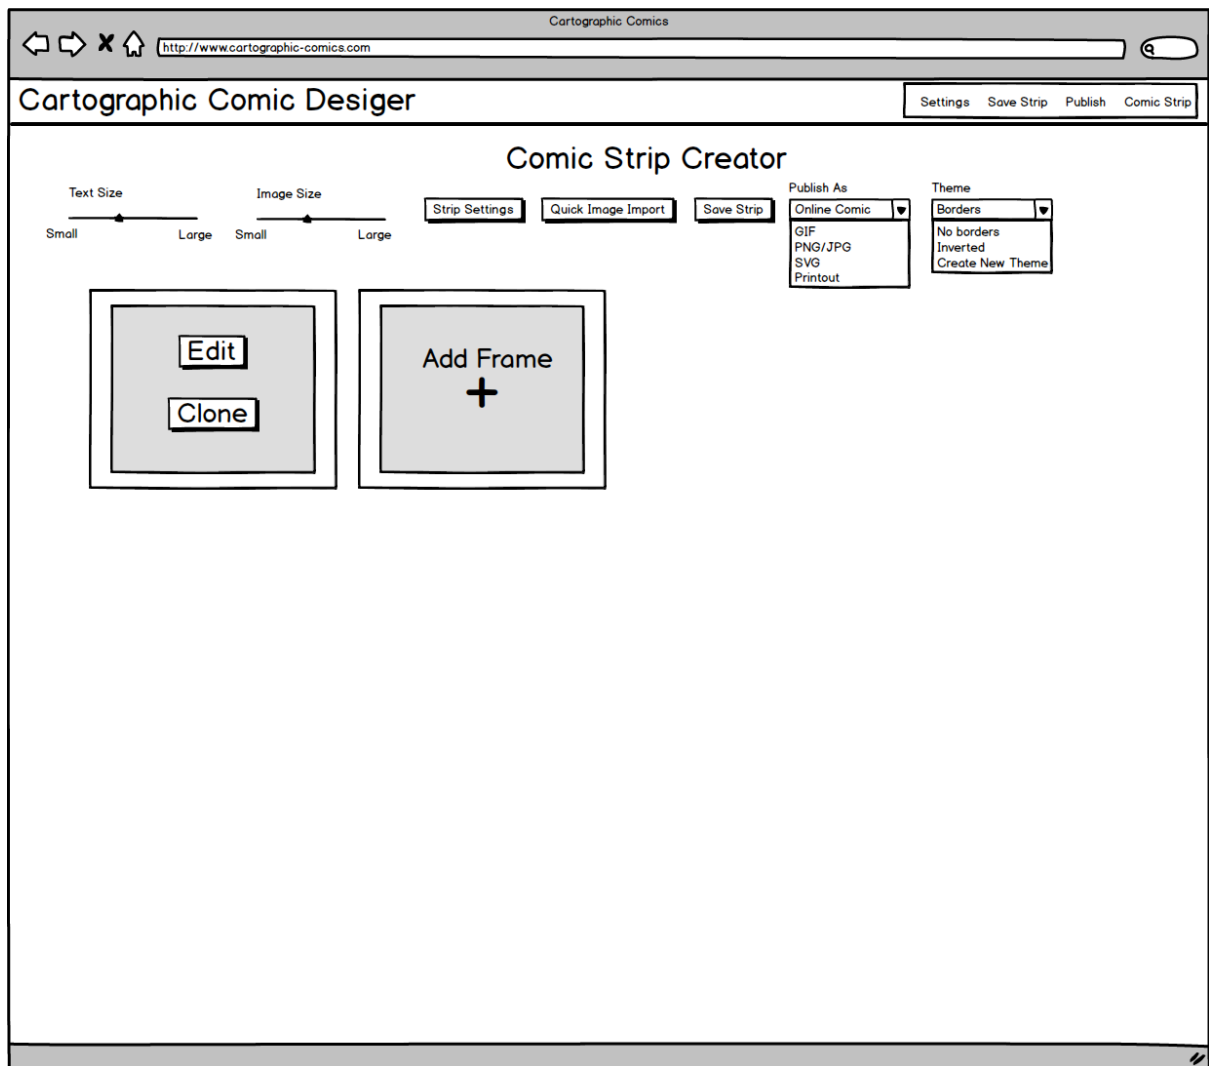 Cartographic Comics
http://www.cartographic-comics.com
Cartographic Comic Desiger
Settings Save Strip Publish Comic Strip
Comic Strip Creator
Text Size
Small Large
Image Size
Small Large
Strip Settings
Quick Image Import
Save Strip
Publish As
Online Comic
GIF
PNG/JPG
SVG
Printout
Theme
Borders
No borders
Inverted
Create New Theme
Edit
Clone
Add Frame